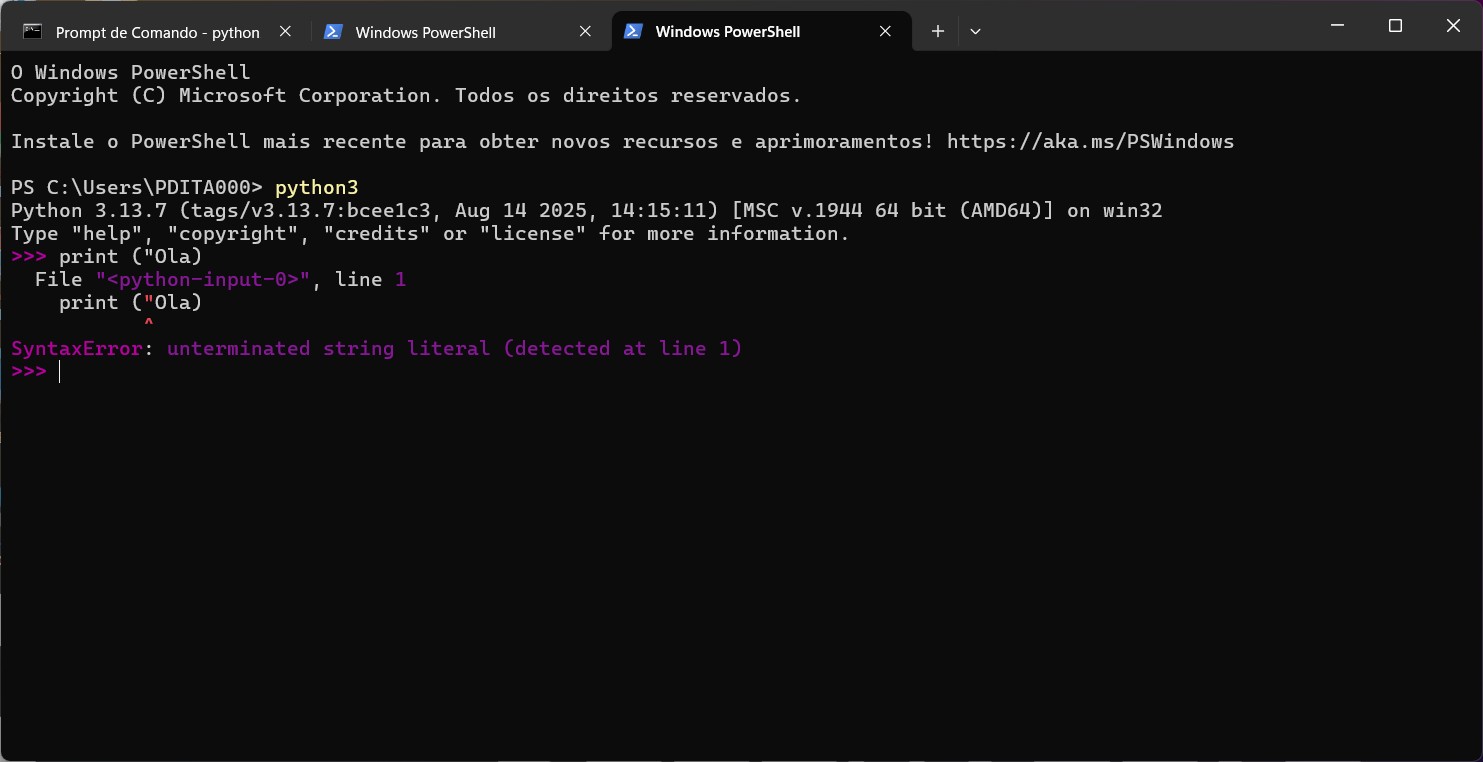 Prompt de Comando - python
Windows PowerShell
Windows PowerShell
O Windows PowerShell
Copyright (C) Microsoft Corporation. Todos os direitos reservados.
Instale o PowerShell mais recente para obter novos recursos e aprimoramentos! https://aka.ms/PSWindows
PS C:\Users\PDITA000> python3
Python 3.13.7 (tags/v3.13.7:bcee1c3, Aug 14 2025, 14:15:11) [MSC v.1944 64 bit (AMD64)] on win32
Type "help", "copyright", "credits" or "license" for more information.
>>> print ("Ola)
  File "<python-input-0>", line 1
    print ("Ola)
           ^
SyntaxError: unterminated string literal (detected at line 1)
>>>